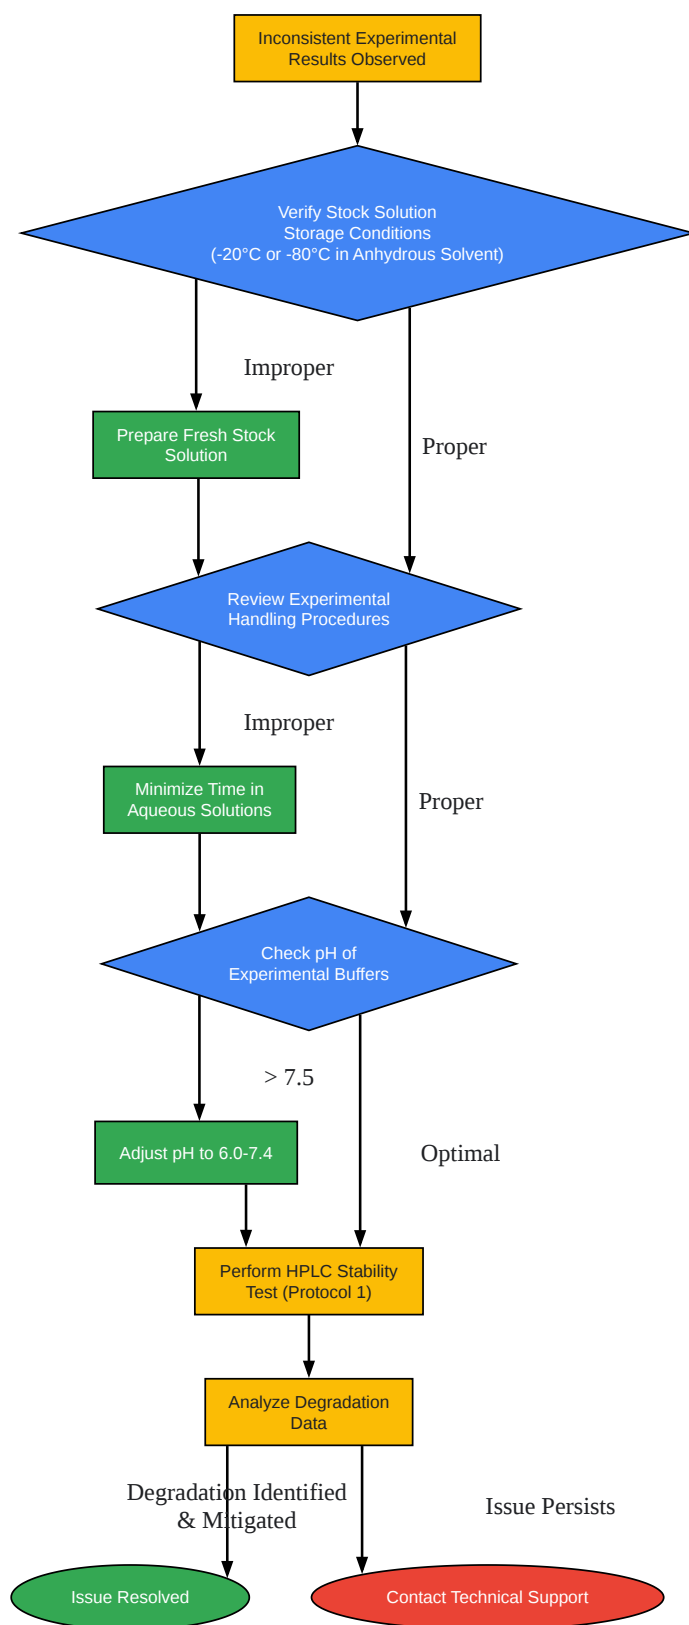 Inconsistent Experimental
Results Observed
Verify Stock Solution
Storage Conditions
(-20°C or -80°C in Anhydrous Solvent)
Improper
Prepare Fresh Stock
Solution
Proper
Review Experimental
Handling Procedures
Improper
Minimize Time in
Aqueous Solutions
Proper
Check pH of
Experimental Buffers
> 7.5
Adjust pH to 6.0-7.4
Optimal
Perform HPLC Stability
Test (Protocol 1)
Analyze Degradation
Data
Degradation Identified
& Mitigated
Issue Persists
Issue Resolved
Contact Technical Support